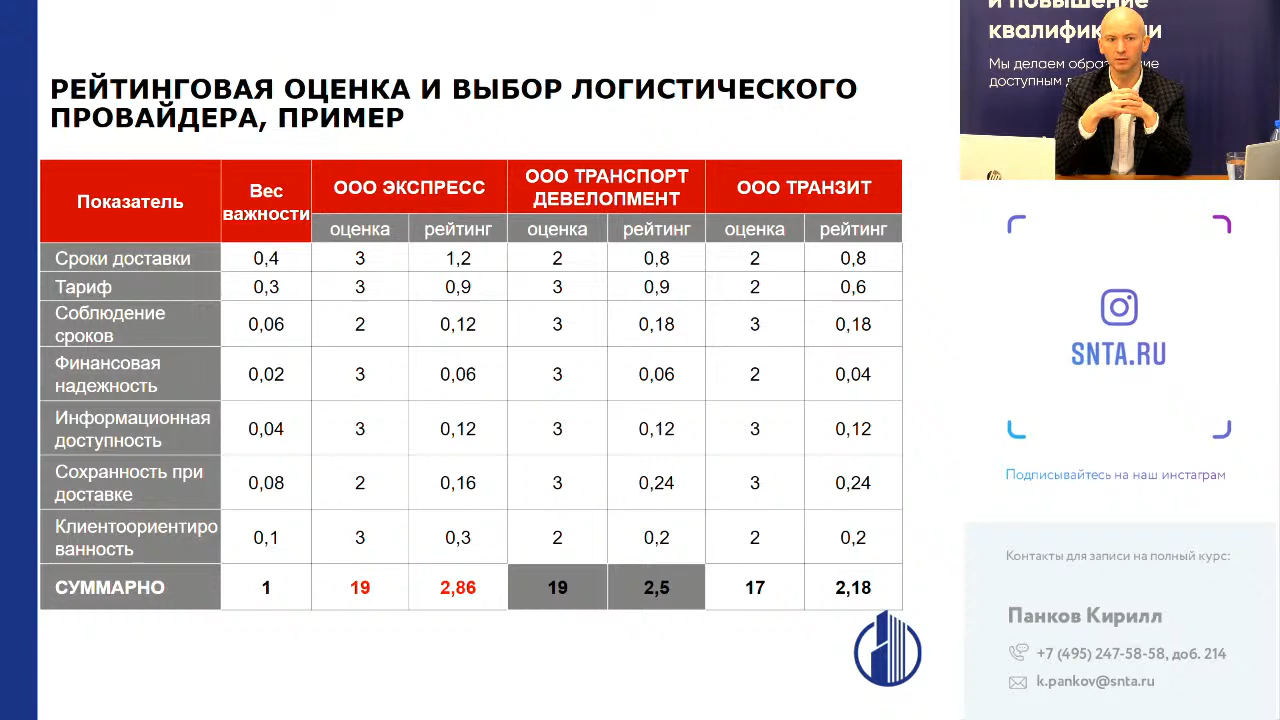 РЕЙТИНГОВАЯ ОЦЕНКА И ВЫБОР ЛОГИСТИЧЕСКОГО
ПРОВАЙДЕРА, ПРИМЕР
Показатель Вес важности ООО ЭКСПРЕСС ООО ТРАНСПОРТ ДЕВЕЛОПМЕНТ ООО ТРАНЗИТ
оценка рейтинг оценка рейтинг оценка рейтинг
Сроки доставки 0,4 3 1,2 2 0,8 2 0,8
Тариф 0,3 3 0,9 3 0,9 2 0,6
Соблюдение сроков 0,06 2 0,12 3 0,18 3 0,18
Финансовая надежность 0,02 3 0,06 3 0,06 2 0,04
Информационная доступность 0,04 3 0,12 3 0,12 3 0,12
Сохранность при доставке 0,08 2 0,16 3 0,24 3 0,24
Клиентоориентиро ванность 0,1 3 0,3 2 0,2 2 0,2
СУММАРНО 1 19 2,86 19 2,5 17 2,18
и повышение
Мы делаем
доступным
hp
SNTA.RU
Подписывайтесь на наш инстаграм
Контакты для записи на полный курс:
Панков Кирилл
+7 (495) 247-58-58, доб. 214
k.pankov@snta.ru